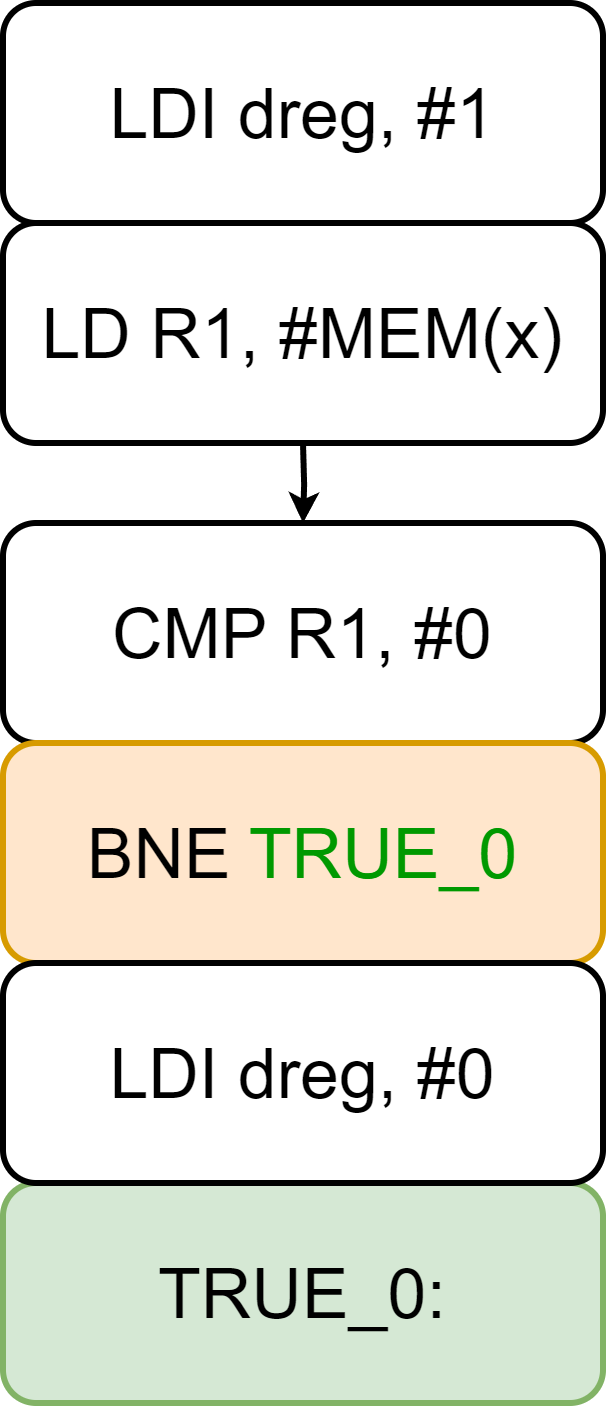 LDI dreg, #1
LD R1, #MEM(x)
CMP R1, #0
BNE TRUE_0
LDI dreg, #0
TRUE_0: